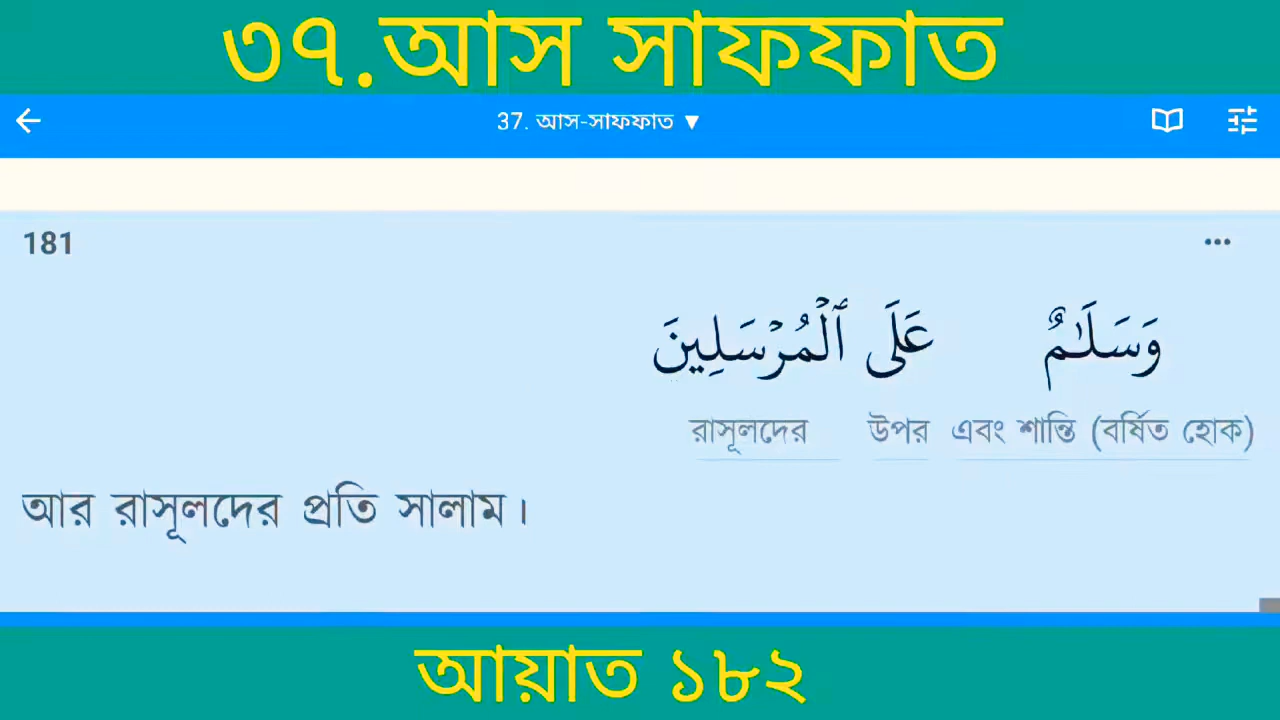 ৩৭.আস সাফফাত
37. আস-সাফফাত ▼
181
وَسَلَٰمٌ عَلَى ٱلْمُرْسَلِينَ
রাসূলদের উপর এবং শান্তি (বর্ষিত হোক)
আর রাসূলদের প্রতি সালাম।
আয়াত ১৮২